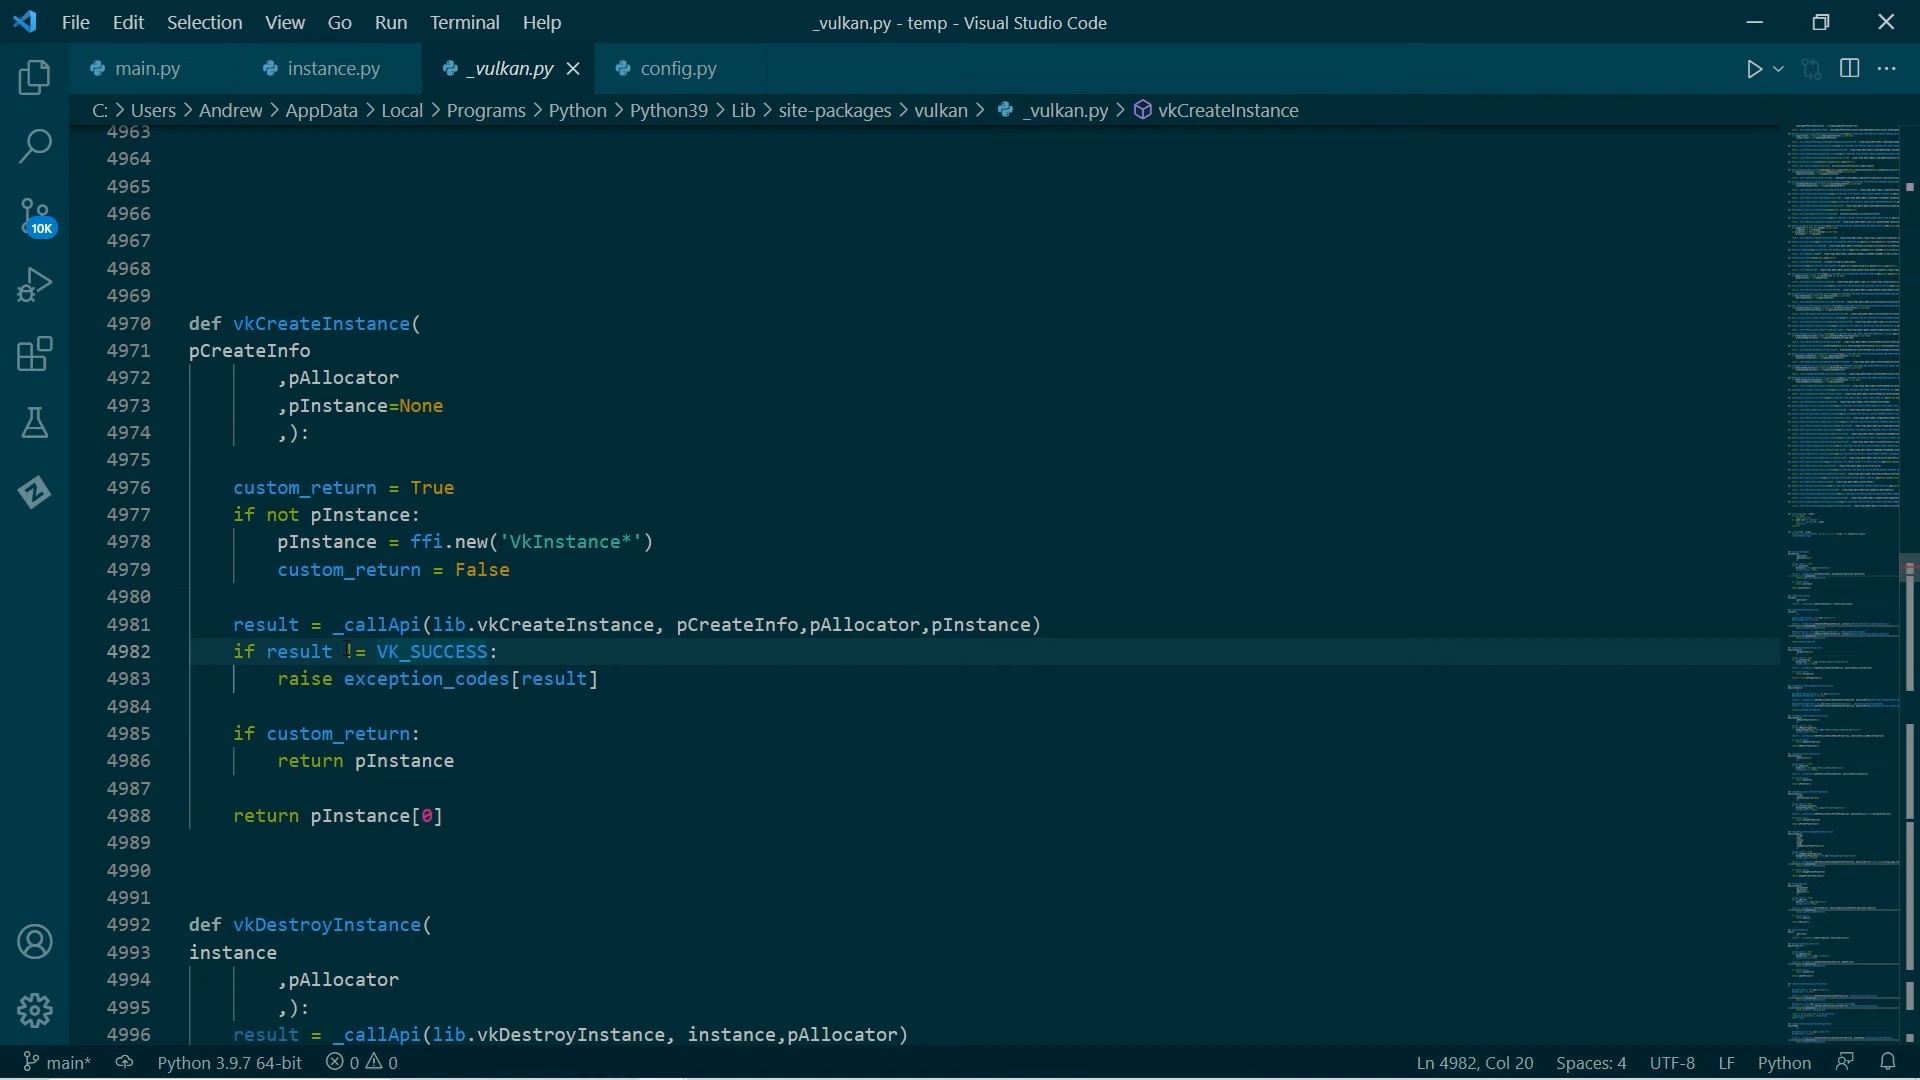 File Edit Selection View Go Run Terminal Help
_vulkan.py - temp - Visual Studio Code
main.py
instance.py
_vulkan.py
config.py
C: > Users > Andrew > AppData > Local > Programs > Python > Python39 > Lib > site-packages > vulkan > _vulkan.py > vkCreateInstance
10K
4963
4964
4965
4966
4967
4968
4969
4970 def vkCreateInstance(
4971 pCreateInfo
4972 ,pAllocator
4973 ,pInstance=None
4974 ,):
4975
4976 custom_return = True
4977 if not pInstance:
4978 pInstance = ffi.new('VkInstance*')
4979 custom_return = False
4980
4981 result = _callApi(lib.vkCreateInstance, pCreateInfo,pAllocator,pInstance)
4982 if result != VK_SUCCESS:
4983 raise exception_codes[result]
4984
4985 if custom_return:
4986 return pInstance
4987
4988 return pInstance[0]
4989
4990
4991
4992 def vkDestroyInstance(
4993 instance
4994 ,pAllocator
4995 ,):
4996 result = _callApi(lib.vkDestroyInstance, instance,pAllocator)
main* Python 3.9.7 64-bit 0 0 Ln 4982, Col 20 Spaces: 4 UTF-8 LF Python